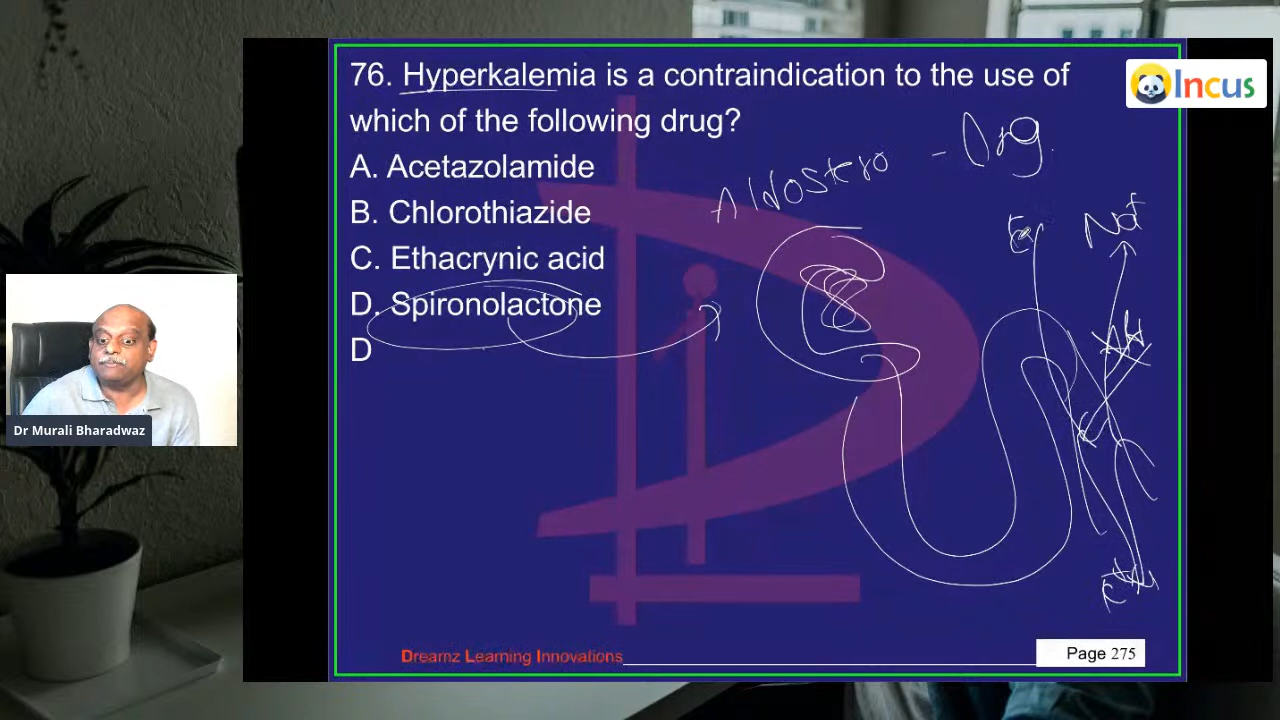 76. Hyperkalemia is a contraindication to the use of
which of the following drug?
A. Acetazolamide
B. Chlorothiazide
C. Ethacrynic acid
D. Spironolactone
D
Incus
Aldostero - 
Na+
Dr Murali Bharadwaz
Dreamz Learning Innovations
Page 275